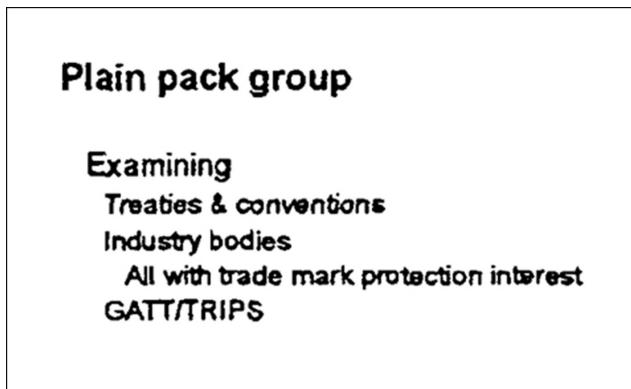 Plain pack group
Examining
Treaties & conventions
Industry bodies
All with trade mark protection interest
GATT/TRIPS